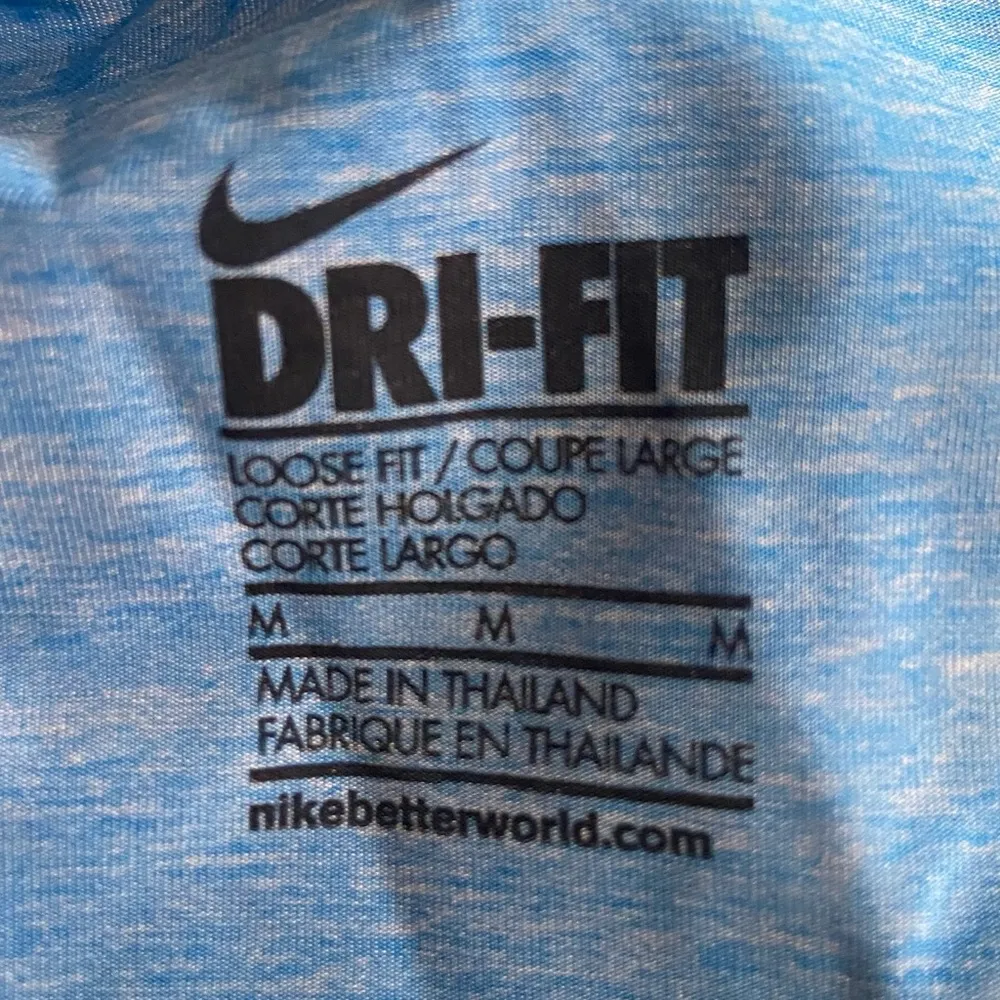 DRI-FIT
LOOSE FIT / COUPE LARGE
CORTE HOLGADO
CORTE LARGO
M M M
MADE IN THAILAND
FABRIQUE EN THAILANDE
nikebetterworld.com